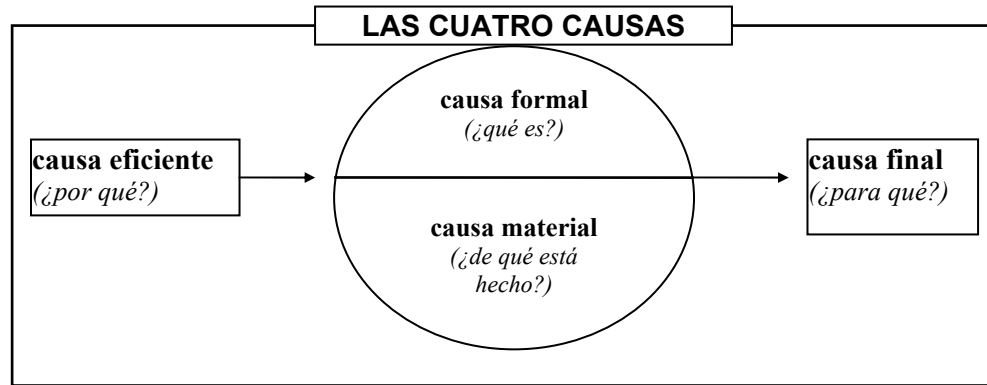 LAS CUATRO CAUSAS
causa formal
(¿qué es?)
causa eficiente
(¿por qué?)
causa final
(¿para qué?)
causa material
(¿de qué está
hecho?)